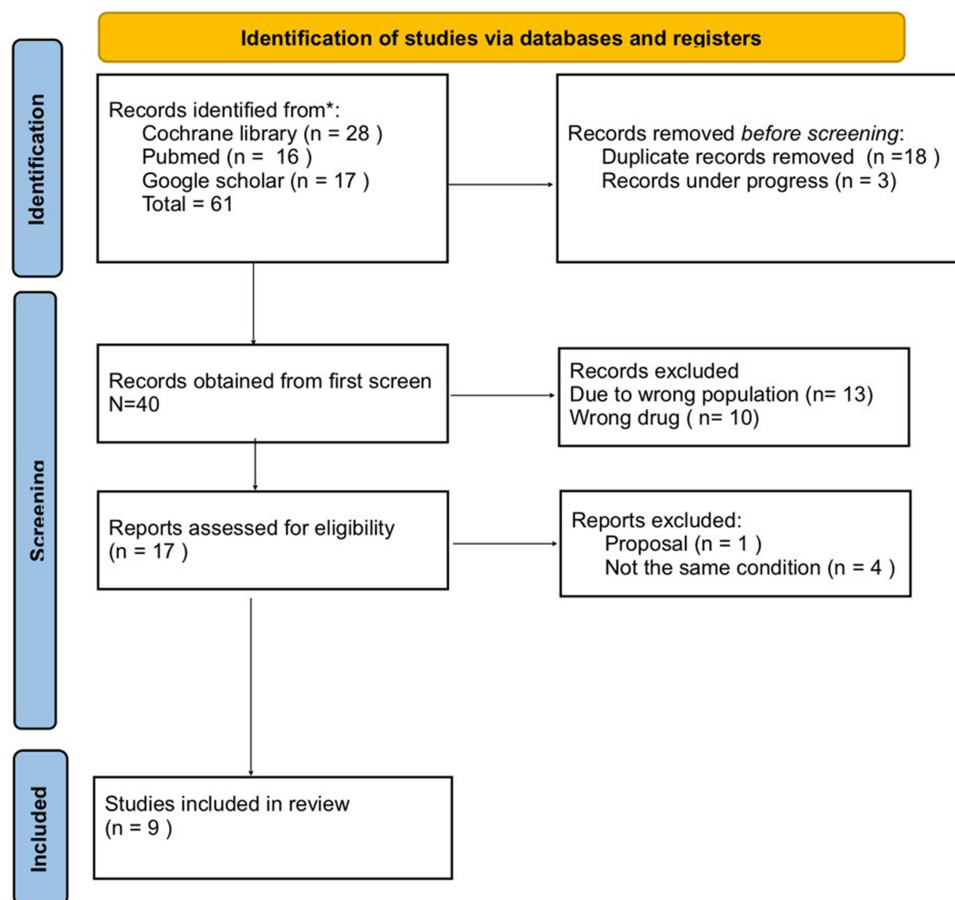 Identification of studies via databases and registers
Identification
Records identified from*:
Cochrane library (n = 28 )
Pubmed (n =  16 )
Google scholar (n = 17 )
Total = 61
Records removed before screening:
Duplicate records removed  (n =18 )
Records under progress (n = 3)
Screening
Records obtained from first screen
N=40
Records excluded
Due to wrong population (n= 13)
Wrong drug ( n= 10)
Reports assessed for eligibility
(n = 17 )
Reports excluded:
Proposal (n = 1 )
Not the same condition (n = 4 )
Included
Studies included in review
(n = 9 )